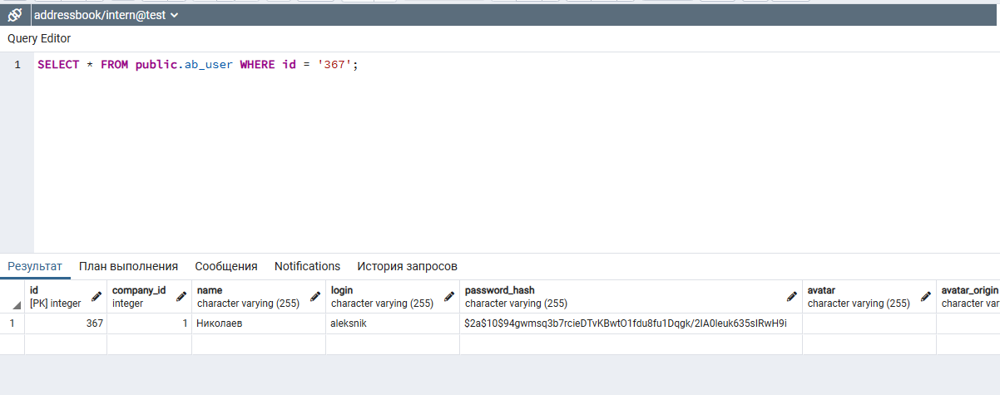 addressbook/intern@test
Query Editor
1 SELECT * FROM public.ab_user WHERE id = '367';
Результат План выполнения Сообщения Notifications История запросов
id company_id name login password_hash avatar avatar_origin
[PK] integer integer character varying (255) character varying (255) character varying (255) character varying (255) character var
1 367 1 Николаев aleksnik $2a$10$94gwmsq3b7rcieDTvKBwtO1fdu8fu1Dqgk/2IA0leuk635sIRwH9i